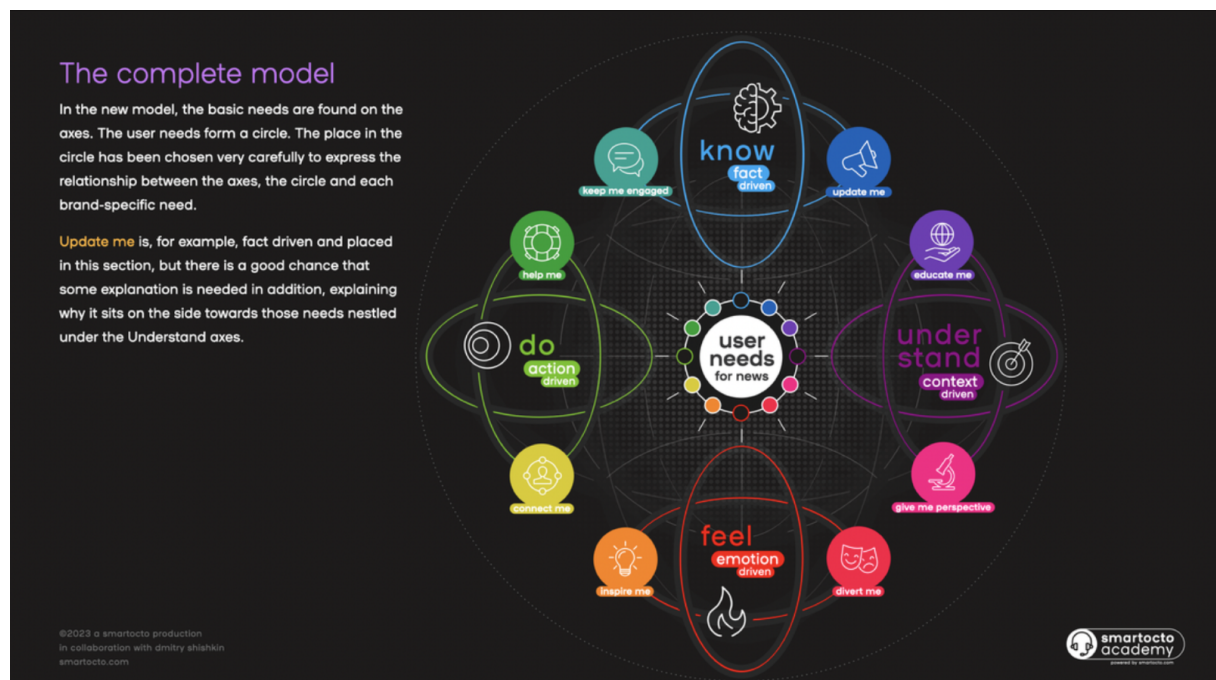 The complete model
In the new model, the basic needs are found on the
axes. The user needs form a circle. The place in the
circle has been chosen very carefully to express the
relationship between the axes, the circle and each
brand-specific need.
Update me is, for example, fact driven and placed
in this section, but there is a good chance that
some explanation is needed in addition, explaining
why it sits on the side towards those needs nestled
under the Understand axes.
know
fact
driven
keep me engaged
update me
help me
educate me
user
needs
for news
do
action
driven
under
stand
context
driven
connect me
give me perspective
feel
emotion
driven
Inspire me
divert me
©2023 a smartocto production
in collaboration with dmitry shishkin
smartocto.com
smartocto
academy
powered by smartocto.com